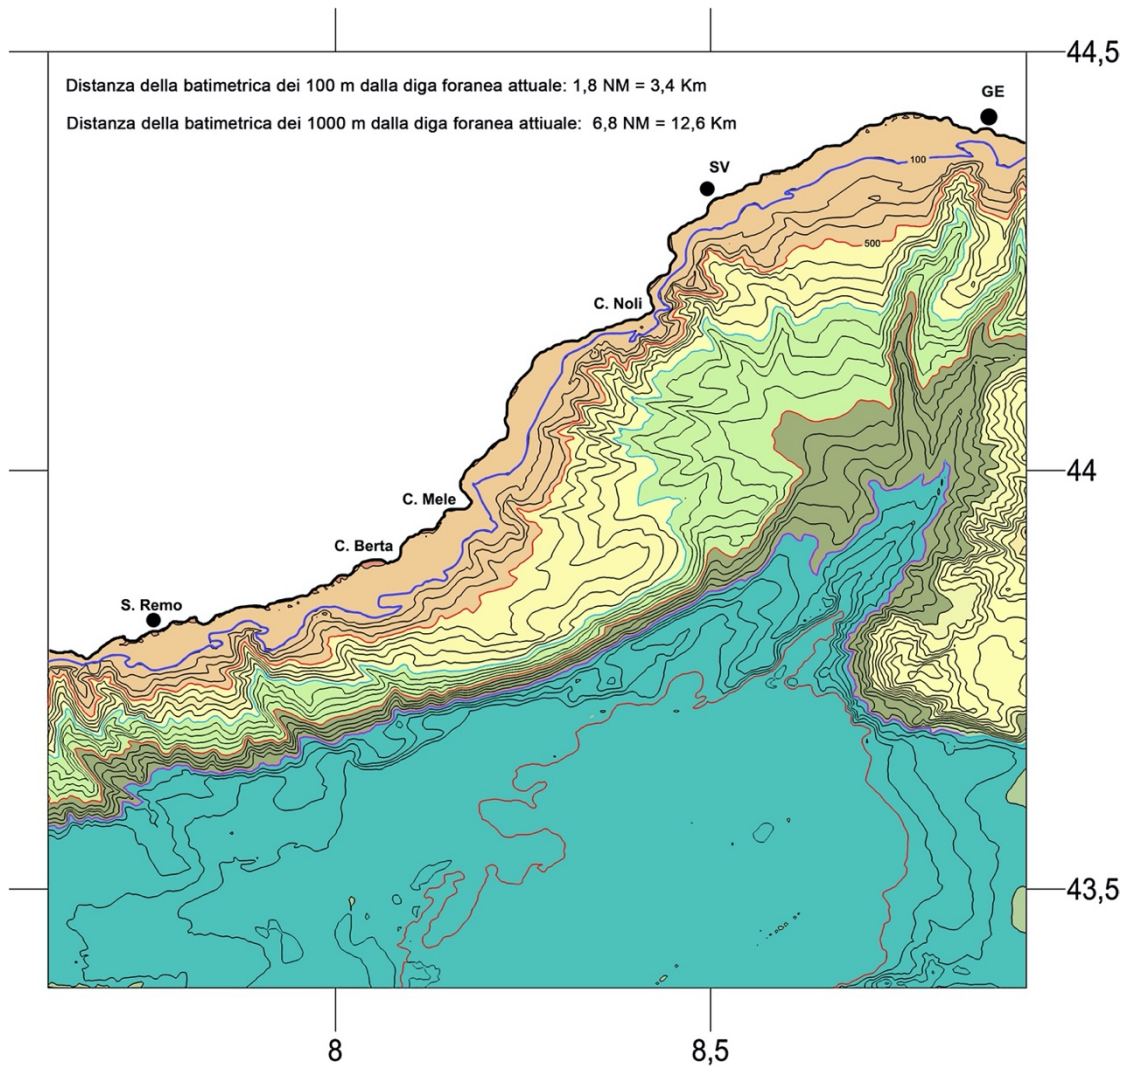 44,5
Distanza della batimetrica dei 100 m dalla diga foranea attuale: 1,8 NM = 3,4 Km
GE
Distanza della batimetrica dei 1000 m dalla diga foranea attiuale: 6,8 NM = 12,6 Km
100
SV
500
C. Noli
44
C. Mele
C. Berta
S. Remo
43,5
8
8,5